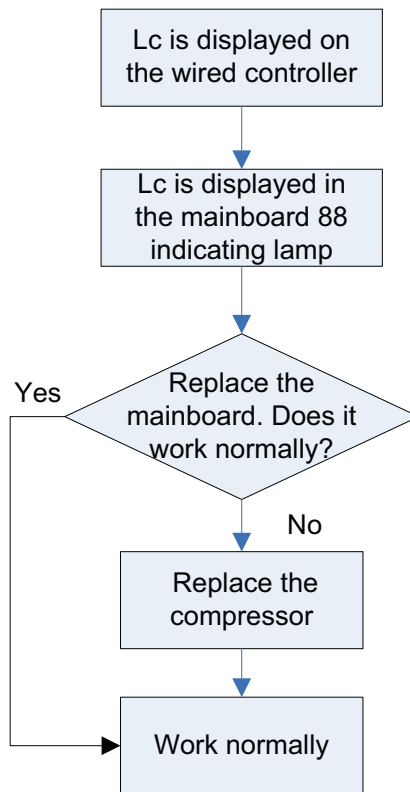 Lc is displayed on
the wired controller
Lc is displayed in
the mainboard 88
indicating lamp
Yes
Replace the
mainboard. Does it
work normally?
No
Replace the
compressor
Work normally